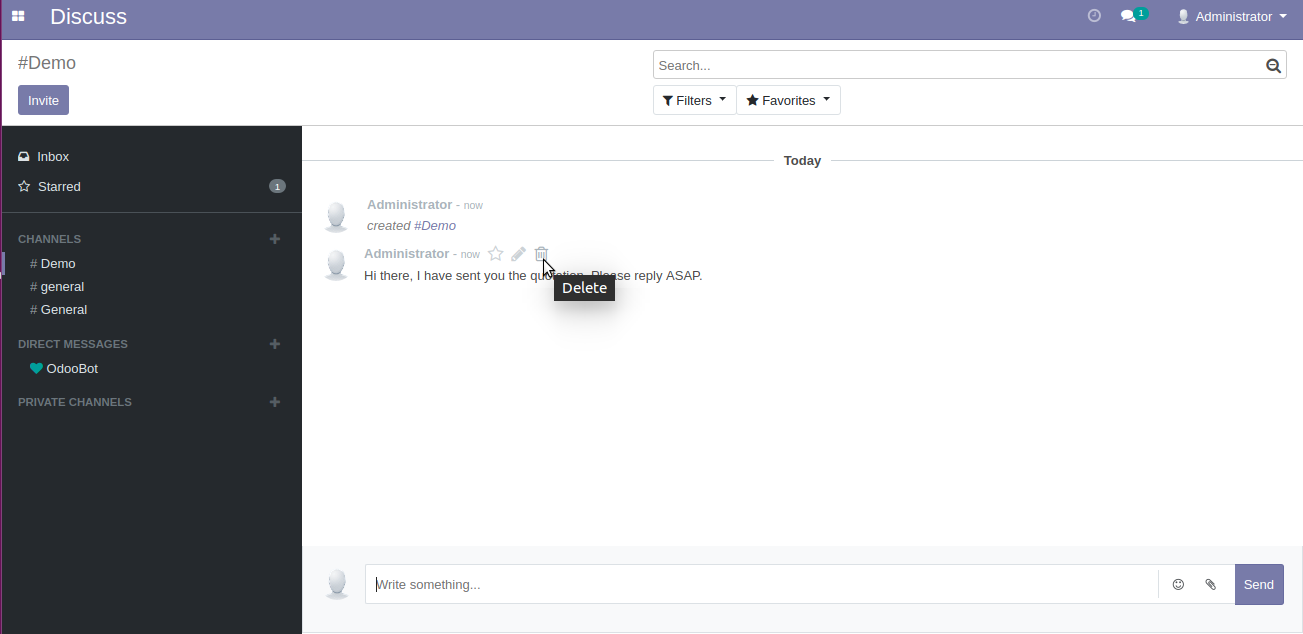 Discuss
1
Administrator
#Demo
Search...
Invite
Filters
Favorites
Inbox
Starred
1
CHANNELS
# Demo
# general
# General
DIRECT MESSAGES
OdooBot
PRIVATE CHANNELS
Today
Administrator - now
created #Demo
Administrator - now
Hi there, I have sent you the quotation. Please reply ASAP.
Delete
Write something...
Send